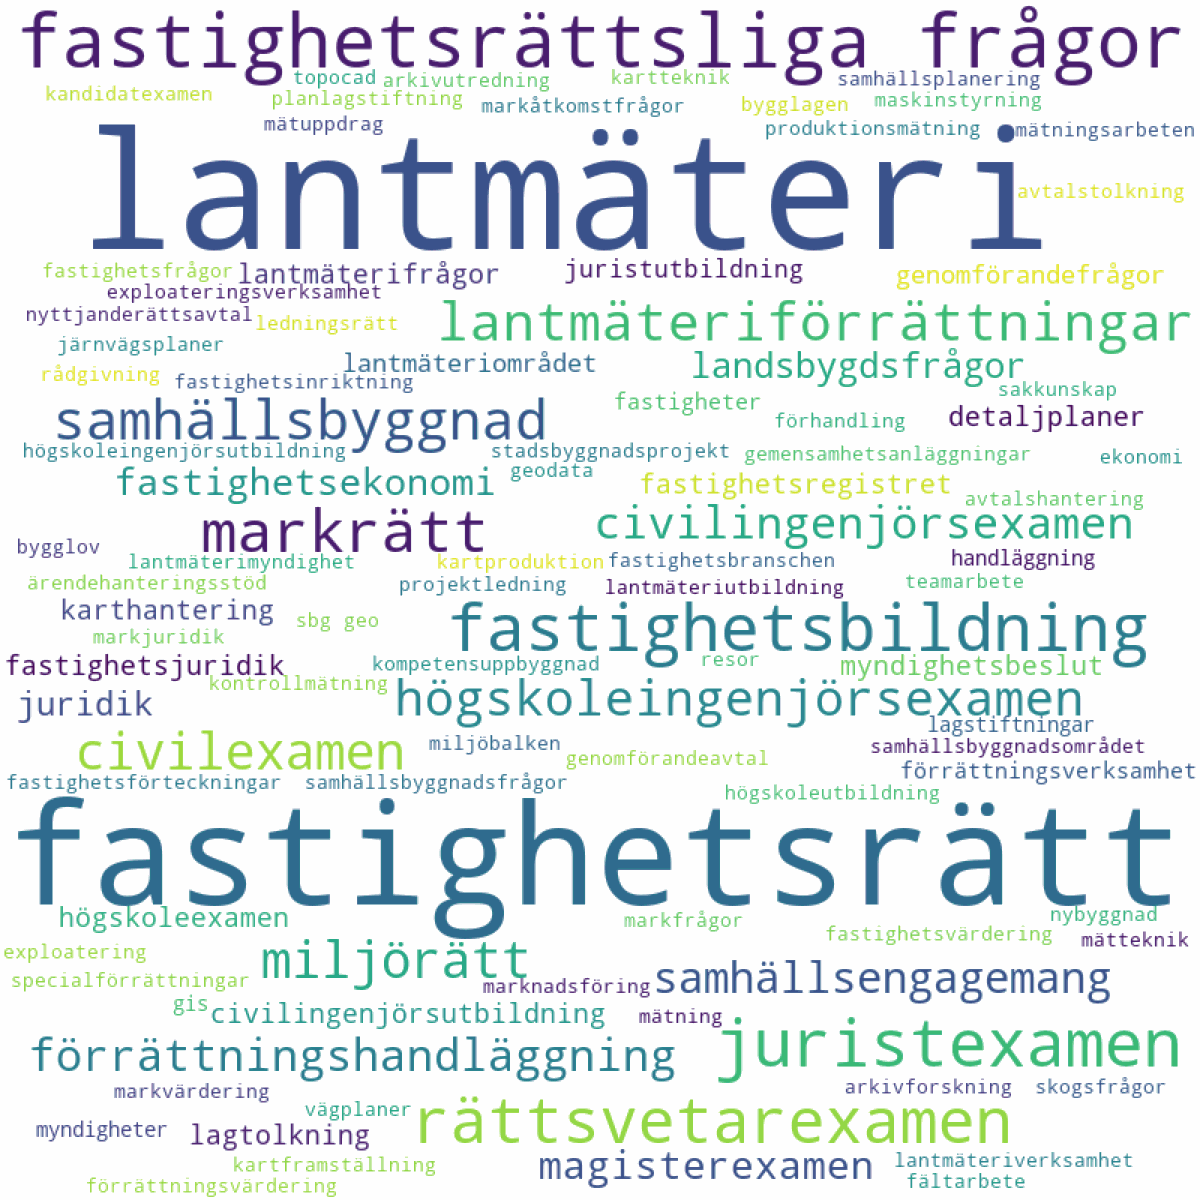 fastighetsrättsliga frågor
topocad
arkivutredning
kartteknik
samhällsplanering
kandidatexamen
planlagstiftning
markåtkomstfrågor
bygglagen
maskinstyrning
mätuppdrag
produktionsmätning
mätningsarbeten
lantmäteri
avtalstolkning
fastighetsfrågor
lantmäterifrågor
juristutbildning
genomförandefrågor
exploateringsverksamhet
nyttjanderättsavtal
ledningsrätt
lantmäteriförrättningar
järnvägsplaner
lantmäteriområdet
landsbygdsfrågor
rådgivning
fastighetsinriktning
sakkunskap
samhällsbyggnad
fastigheter
förhandling
detaljplaner
högskoleingenjörsutbildning
stadsbyggnadsprojekt
gemensamhetsanläggningar
ekonomi
fastighetsekonomi
geodata
fastighetsregistret
avtalshantering
markrätt
civilingenjörsexamen
bygglov
lantmäterimyndighet
kartproduktion
fastighetsbranschen
handläggning
ärendehanteringsstöd
projektledning
lantmäteriutbildning
teamarbete
karthantering
sbg geo
fastighetsbildning
markjuridik
fastighetsjuridik
kompetensuppbyggnad
resor
myndighetsbeslut
kontrollmätning
juridik
högskoleingenjörsexamen
lagstiftningar
civilexamen
miljöbalken
genomförandeavtal
samhällsbyggnadsområdet
förrättningsverksamhet
fastighetsförteckningar
samhällsbyggnadsfrågor
högskoleutbildning
fastighetsrätt
högskoleexamen
markfrågor
nybyggnad
fastighetsvärdering
mätteknik
exploatering
miljörätt
specialförrättningar
marknadsföring
samhällsengagemang
gis
civilingenjörsutbildning
mätning
juristexamen
förrättningshandläggning
markvärdering
arkivforskning
skogsfrågor
vägplaner
rättsvetarexamen
myndigheter
lagtolkning
kartframställning
magisterexamen
lantmäteriverksamhet
förrättningsvärdering
fältarbete